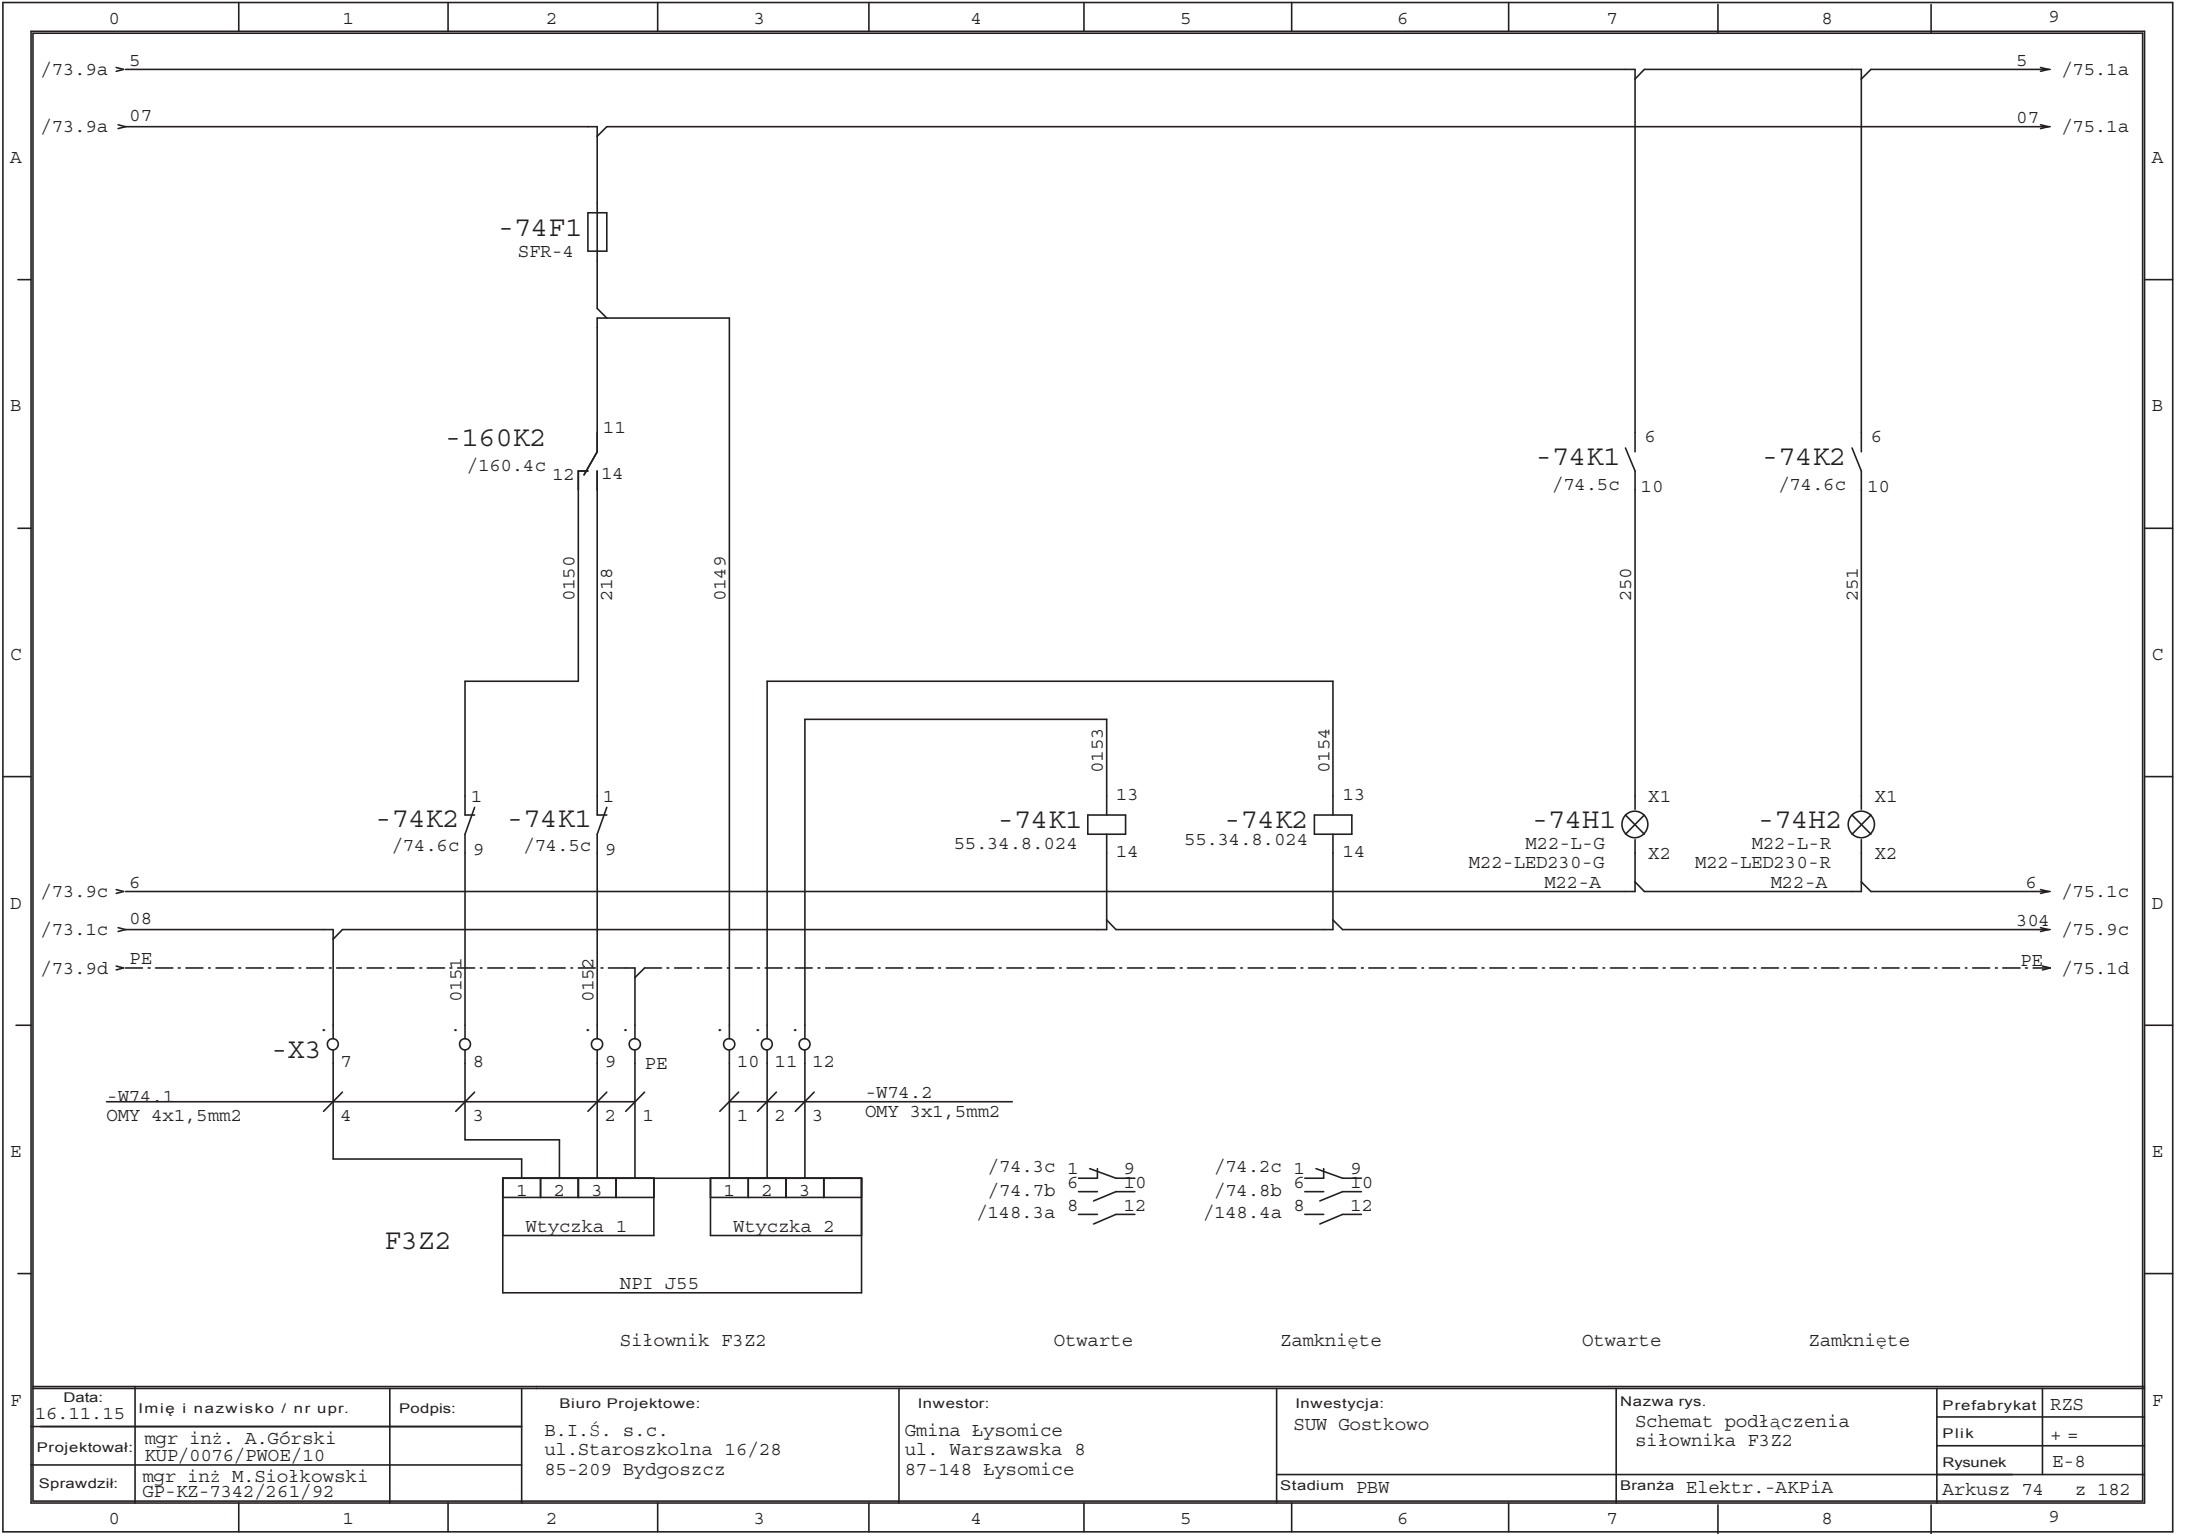 0 1 2 3 4 5 6 7 8 9
/73.9a 5 5 /75.1a
/73.9a 07 07 /75.1a
A A
-74F1
SFR-4
B B
-160K2 11
/160.4c 12 14
-74K1 6
/74.5c 10
-74K2 6
/74.6c 10
0150
218
0149
250
251
C C
0153
0154
-74K2 1
/74.6c 9
-74K1 1
/74.5c 9
-74K1 13
55.34.8.024 14
-74K2 13
55.34.8.024 14
-74H1 X1
M22-L-G X2
M22-LED230-G
M22-A
-74H2 X1
M22-L-R X2
M22-LED230-R
M22-A
/73.9c 6 6 /75.1c
D D
/73.1c 08 304 /75.9c
/73.9d PE PE /75.1d
0151
0152
-X3 7 8 9 PE 10 11 12
-W74.1
OMY 4x1,5mm2
4 3 2 1 1 2 3
-W74.2
OMY 3x1,5mm2
E E
/74.3c 1 9
/74.7b 6 10
/148.3a 8 12
/74.2c 1 9
/74.8b 6 10
/148.4a 8 12
1 2 3
Wtyczka 1
1 2 3
Wtyczka 2
F3Z2
NPI J55
Siłownik F3Z2 Otwarte Zamknięte Otwarte Zamknięte
F F
Data:
16.11.15
Imię i nazwisko / nr upr.
Podpis:
Projektował:
mgr inż. A.Górski
KUP/0076/PWOE/10
Sprawdził:
mgr inż M.Siołkowski
GP-KZ-7342/261/92
Biuro Projektowe:
B.I.Ś. s.c.
ul.Staroszkolna 16/28
85-209 Bydgoszcz
Inwestor:
Gmina Łysomice
ul. Warszawska 8
87-148 Łysomice
Inwestycja:
SUW Gostkowo
Stadium PBW
Nazwa rys.
Schemat podłączenia
siłownika F3Z2
Branża Elektr.-AKPiA
Prefabrykat RZS
Plik + =
Rysunek E-8
Arkusz 74 z 182
0 1 2 3 4 5 6 7 8 9